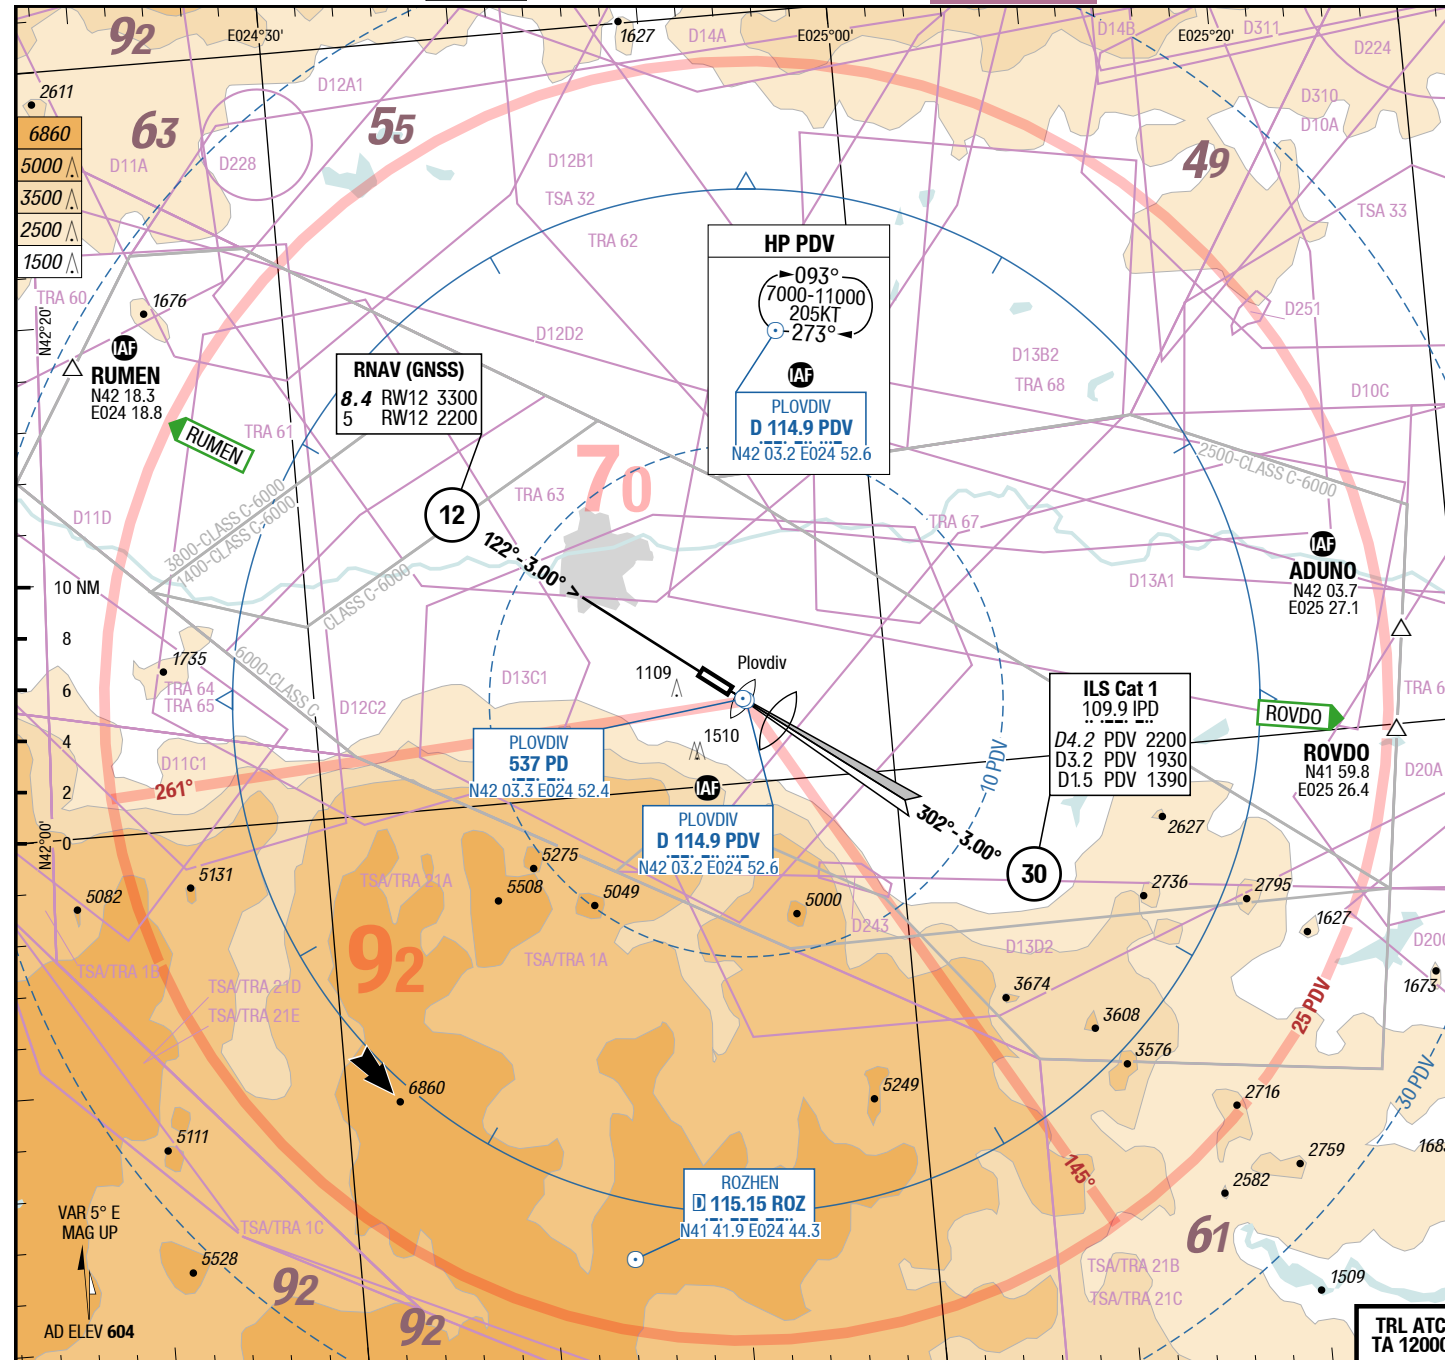 92
E024°30'
1627
D14A
E025°00'
D14B
E025°20'
D311
D224
2611
D12A1
63
55
D310
D10A
49
6860
5000
3500
2500
1500
D11A
D228
D12B1
TSA 32
TRA 62
TSA 33
HP PDV
093°
7000-11000
205KT
273°
IAF
PLOVDIV
D 114.9 PDV
N42 03.2 E024 52.6
TRA 60
1676
N42°20'
D251
D12D2
D13B2
TRA 68
D10C
IAF
RUMEN
N42 18.3
E024 18.8
RUMEN
TRA 61
RNAV (GNSS)
8.4 RW12 3300
5 RW12 2200
2500-CLASS C-6000
70
TRA 63
12
D11D
3800-CLASS C-6000
1400-CLASS C-6000
CLASS C-6000
122°-3.00° >
TRA 67
IAF
ADUNO
N42 03.7
E025 27.1
D13A1
10 NM
8
6
4
2
0
N42°00'
1735
TRA 64
TRA 65
6000-CLASS C
D12C2
D13C1
1109
Plovdiv
1510
D11C1
261°
PLOVDIV
537 PD
N42 03.3 E024 52.4
IAF
PLOVDIV
D 114.9 PDV
N42 03.2 E024 52.6
10 PDV
302°-3.00°
30
ILS Cat 1
109.9 IPD
D4.2 PDV 2200
D3.2 PDV 1930
D1.5 PDV 1390
ROVDO
ROVDO
N41 59.8
E025 26.4
TRA 6
D20A
2627
5275
5508
5049
5131
5082
TSA/TRA 21A
5000
2736
2795
1627
D243
D13D2
D20C
92
TSA/TRA 1B
TSA/TRA 1A
TSA/TRA 21D
TSA/TRA 21E
3674
3608
3576
1673
25 PDV
6860
5249
2716
30 PDV
5111
2759
168
2582
145°
ROZHEN
D 115.15 ROZ
N41 41.9 E024 44.3
VAR 5° E
MAG UP
TSA/TRA 1C
5528
92
92
61
TSA/TRA 21B
TSA/TRA 21C
1509
AD ELEV 604
TRL ATC
TA 12000